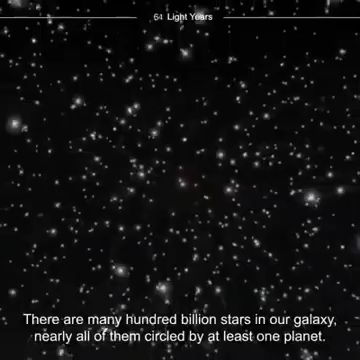 64 Light Years
There are many hundred billion stars in our galaxy,
nearly all of them circled by at least one planet.